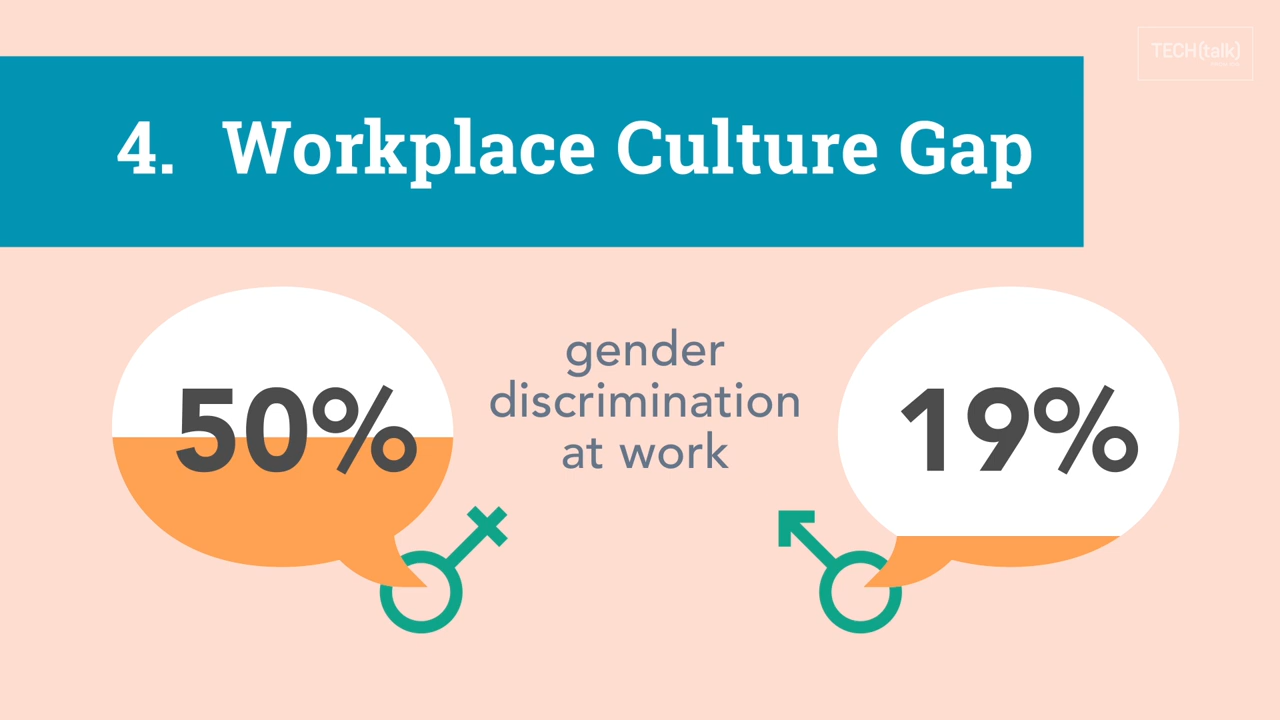 TECH(talk)
4. Workplace Culture Gap
50%
gender
discrimination
at work
19%